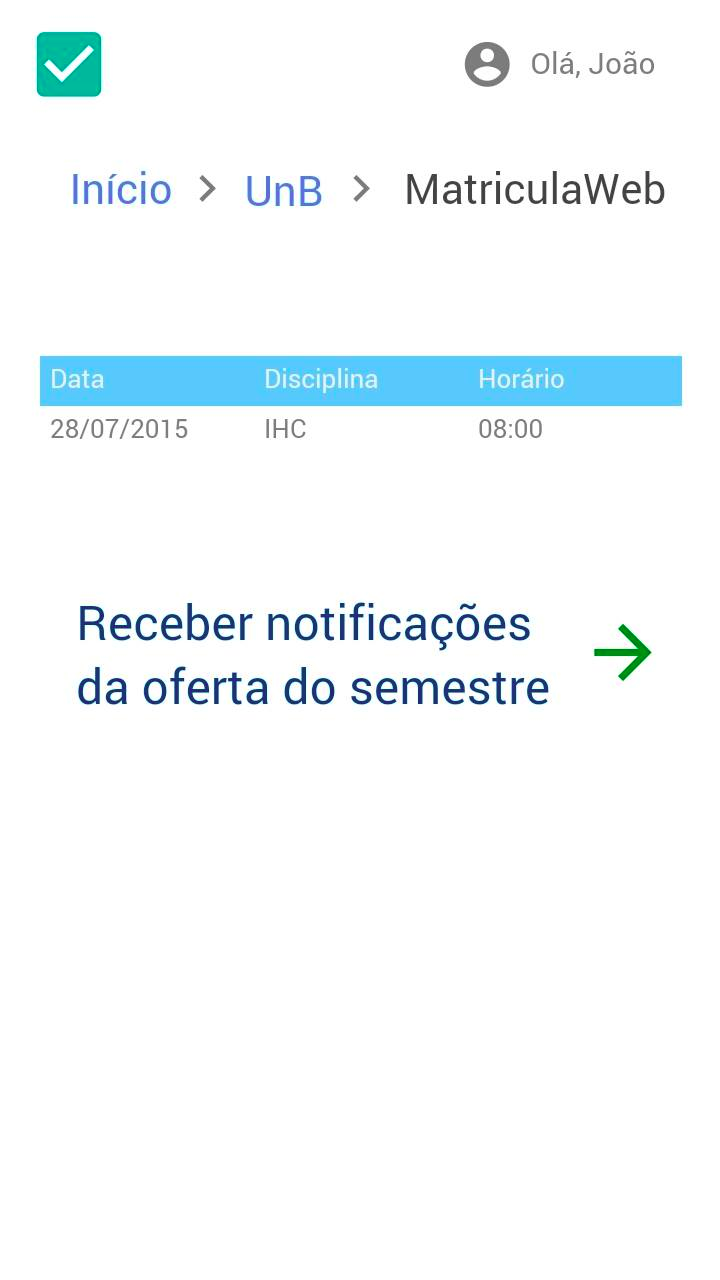 Olá, João
Início > UnB > MatriculaWeb
Data Disciplina Horário
28/07/2015 IHC 08:00
Receber notificações
da oferta do semestre